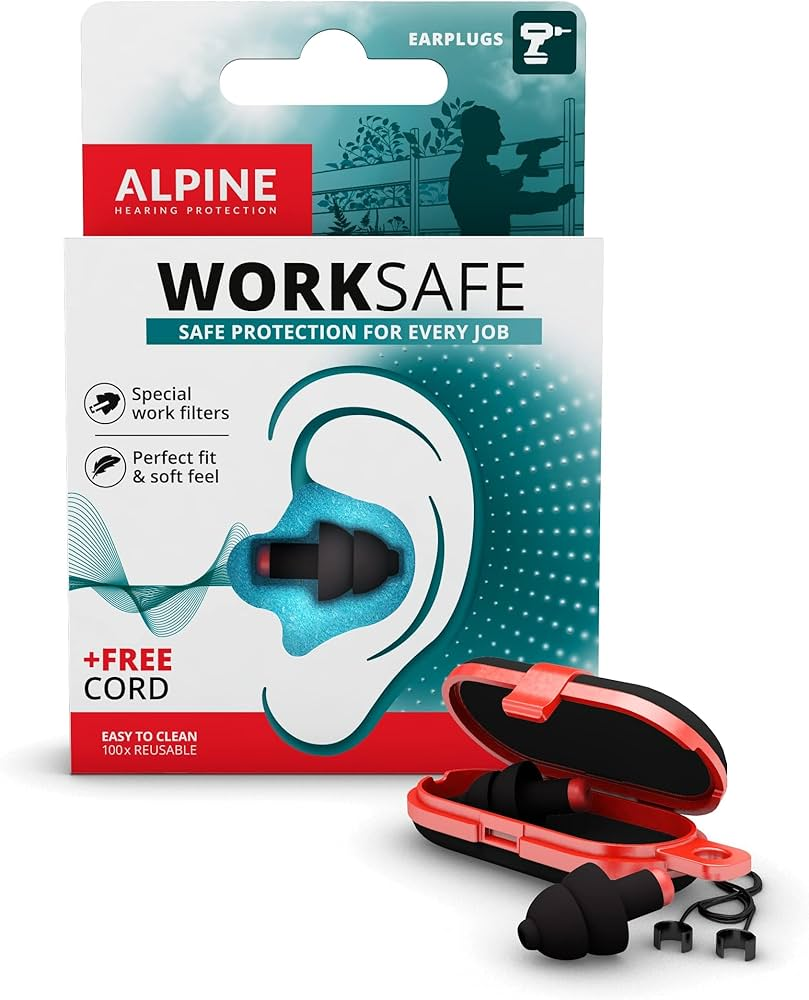 EARPLUGS
ALPINE
HEARING PROTECTION
WORKSAFE
SAFE PROTECTION FOR EVERY JOB
Special
work filters
Perfect fit
& soft feel
+FREE
CORD
EASY TO CLEAN
100x REUSABLE